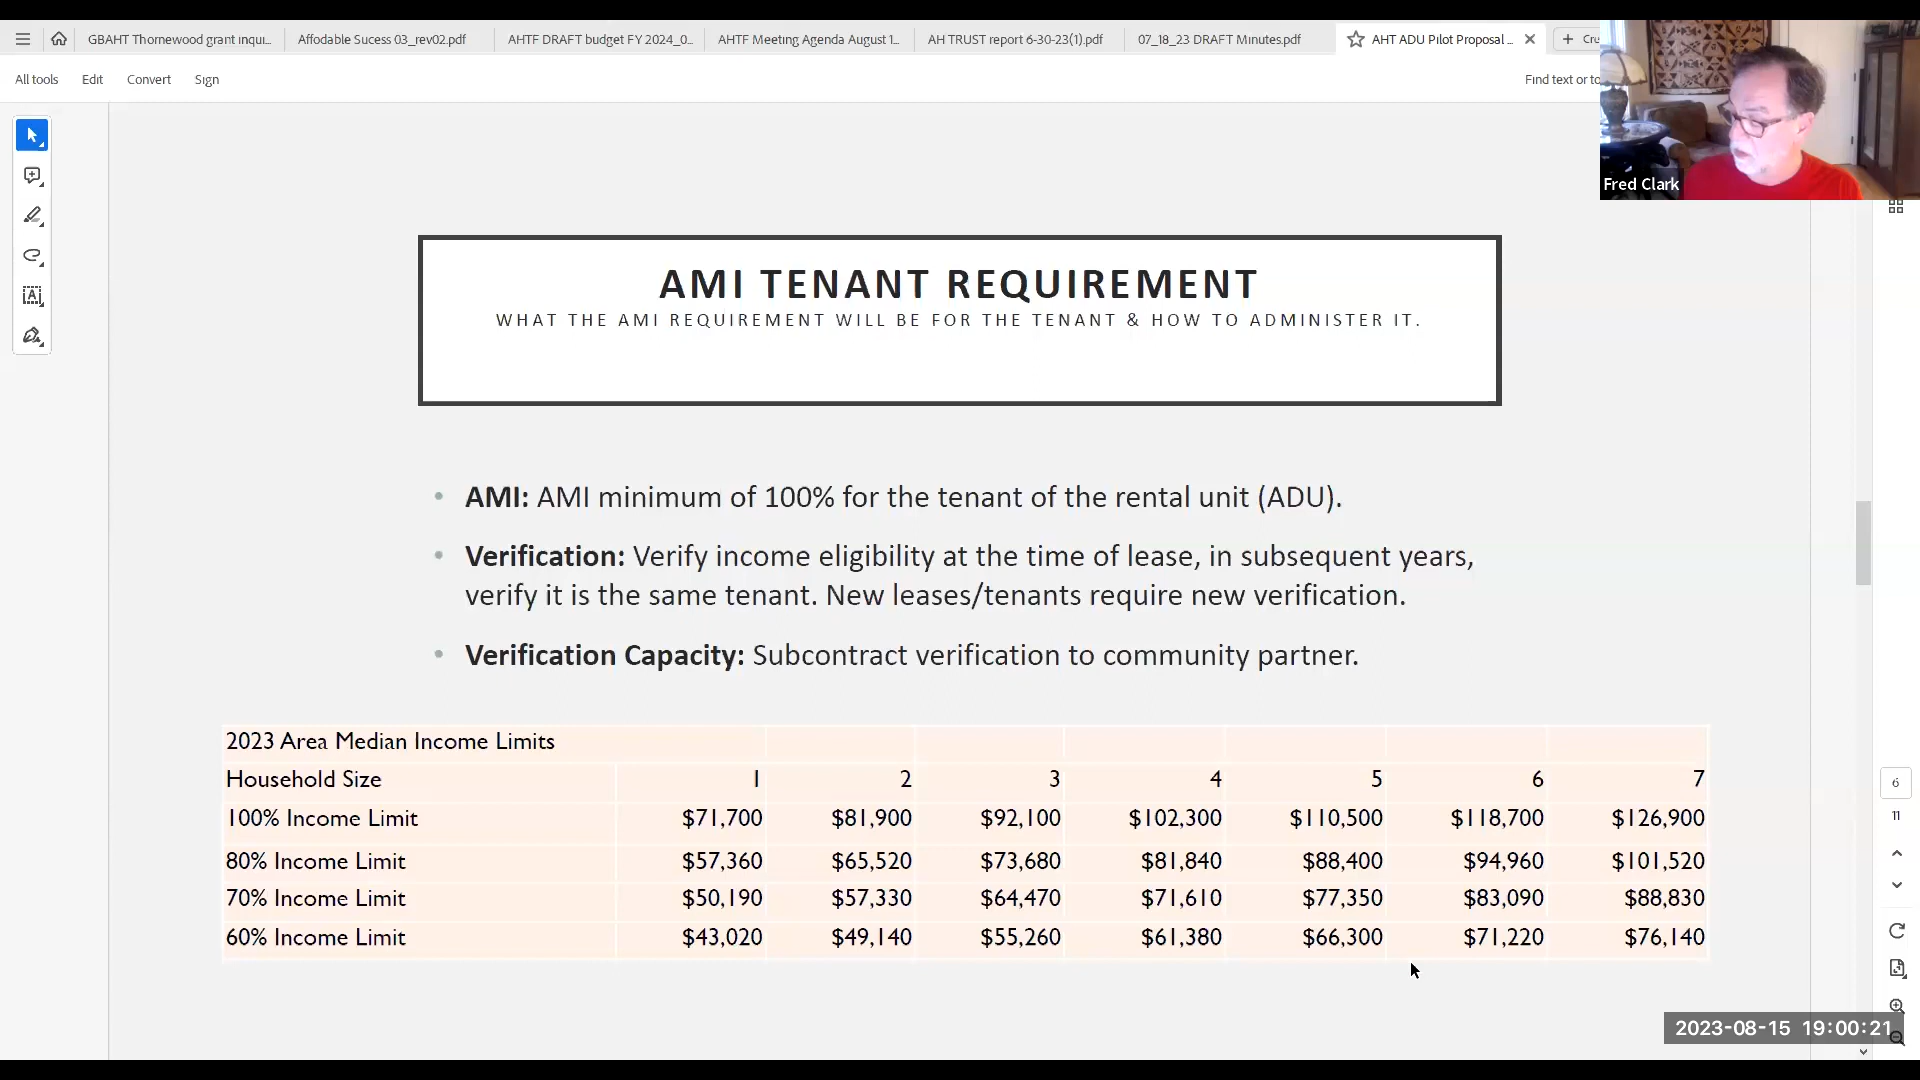 GBAHT Thornewood grant inqui...
Affodable Sucess 03_rev02.pdf
AHTF DRAFT budget FY 2024_0...
AHTF Meeting Agenda August 1...
AH TRUST report 6-30-23(1).pdf
07_18_23 DRAFT Minutes.pdf
AHT ADU Pilot Proposal ...
All tools Edit Convert Sign
Find text or to
Fred Clark
AMI TENANT REQUIREMENT
WHAT THE AMI REQUIREMENT WILL BE FOR THE TENANT & HOW TO ADMINISTER IT.
• AMI: AMI minimum of 100% for the tenant of the rental unit (ADU).
• Verification: Verify income eligibility at the time of lease, in subsequent years,
verify it is the same tenant. New leases/tenants require new verification.
• Verification Capacity: Subcontract verification to community partner.
2023 Area Median Income Limits
Household Size 1 2 3 4 5 6 7
100% Income Limit $71,700 $81,900 $92,100 $102,300 $110,500 $118,700 $126,900
80% Income Limit $57,360 $65,520 $73,680 $81,840 $88,400 $94,960 $101,520
70% Income Limit $50,190 $57,330 $64,470 $71,610 $77,350 $83,090 $88,830
60% Income Limit $43,020 $49,140 $55,260 $61,380 $66,300 $71,220 $76,140
6
11
2023-08-15 19:00:21